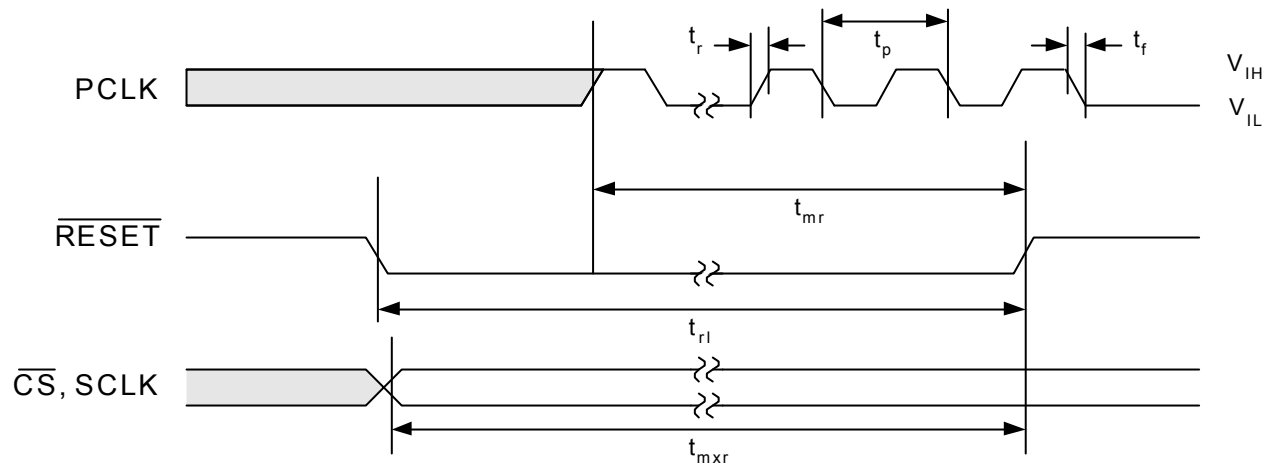 t_r
t_p
t_f
PCLK
V_IH
V_IL
t_mr
RESET
t_rl
CS, SCLK
t_mxr